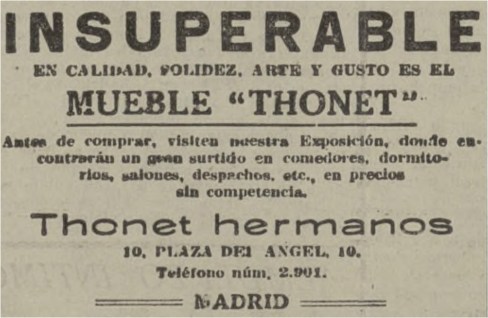 INSUPERABLE
EN CALIDAD, SOLIDEZ, ARTE Y GUSTO ES EL
MUEBLE "THONET"
Antes de comprar, visiten nuestra Exposición, donde en-
contrarán un gran surtido en comedores, dormito-
rios, salones, despachos, etc., en precios
sin competencia.
Thonet hermanos
10, PLAZA DEL ANGEL, 10.
Teléfono núm. 2.901.
MADRID